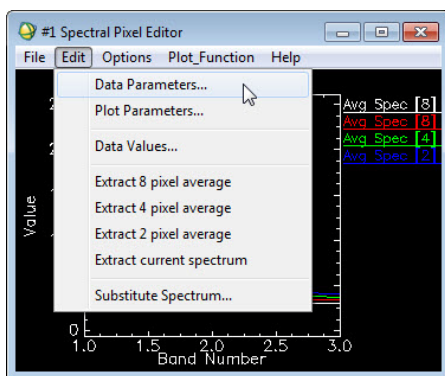 #1 Spectral Pixel Editor
File Edit Options Plot_Function Help
Data Parameters...
Plot Parameters...
Data Values...
Extract 8 pixel average
Extract 4 pixel average
Extract 2 pixel average
Extract current spectrum
Substitute Spectrum...
Avg Spec [8]
Avg Spec [8]
Avg Spec [4]
Avg Spec [2]
Value
0
1.0 1.5 2.0 2.5 3.0
Band Number